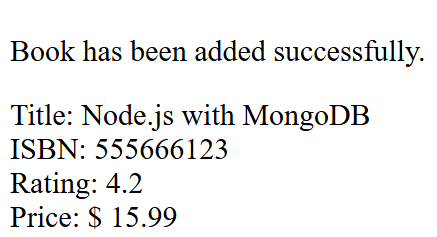 Book has been added successfully.
Title: Node.js with MongoDB
ISBN: 555666123
Rating: 4.2
Price: $ 15.99